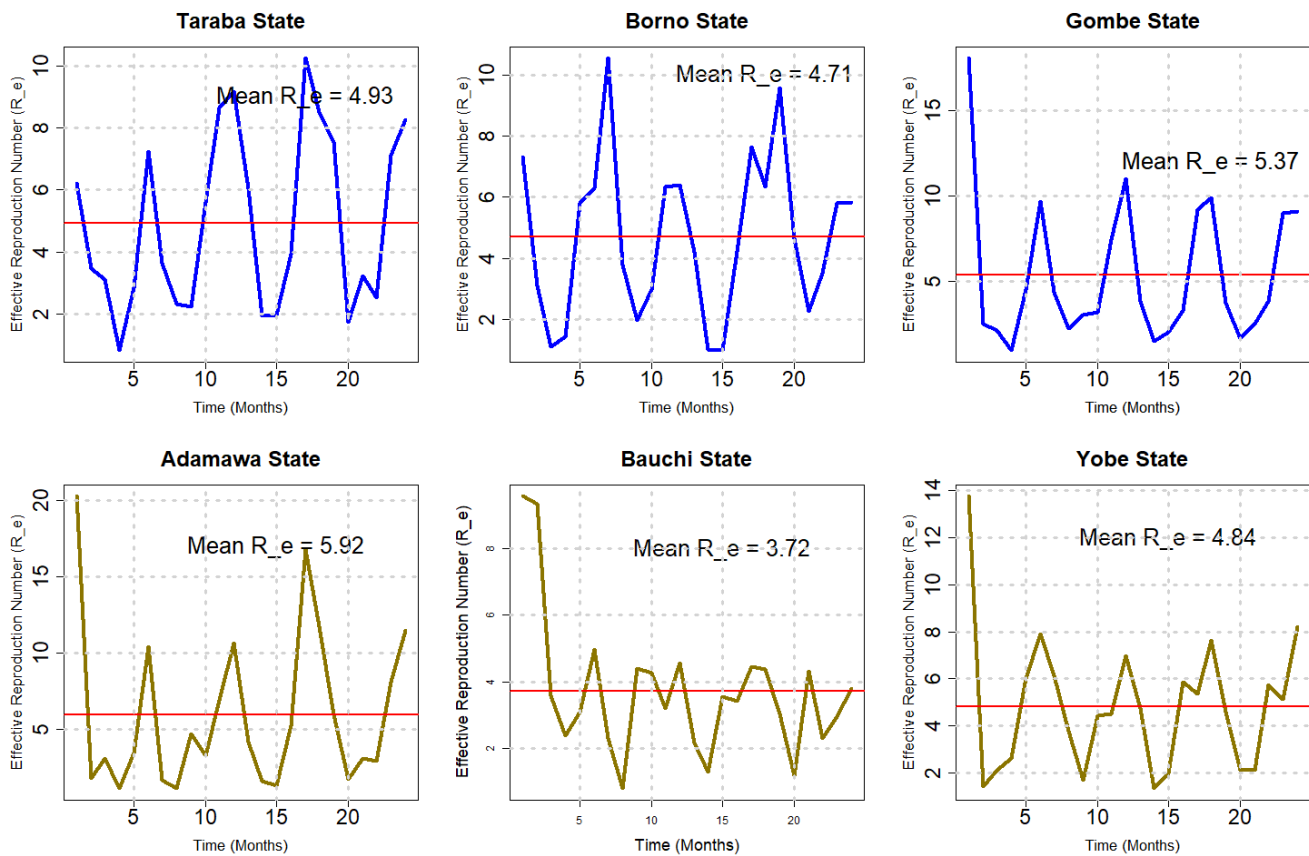 Taraba State
Effective Reproduction Number (R_e)
10
8
6
4
2
Mean R_e = 4.93
5 10 15 20
Time (Months)
Borno State
Effective Reproduction Number (R_e)
10
8
6
4
2
Mean R_e = 4.71
5 10 15 20
Time (Months)
Gombe State
Effective Reproduction Number (R_e)
15
10
5
Mean R_e = 5.37
5 10 15 20
Time (Months)
Adamawa State
Effective Reproduction Number (R_e)
20
15
10
5
Mean R_e = 5.92
5 10 15 20
Time (Months)
Bauchi State
Effective Reproduction Number (R_e)
8
6
4
2
Mean R_e = 3.72
5 10 15 20
Time (Months)
Yobe State
Effective Reproduction Number (R_e)
14
12
10
8
6
4
2
Mean R_e = 4.84
5 10 15 20
Time (Months)